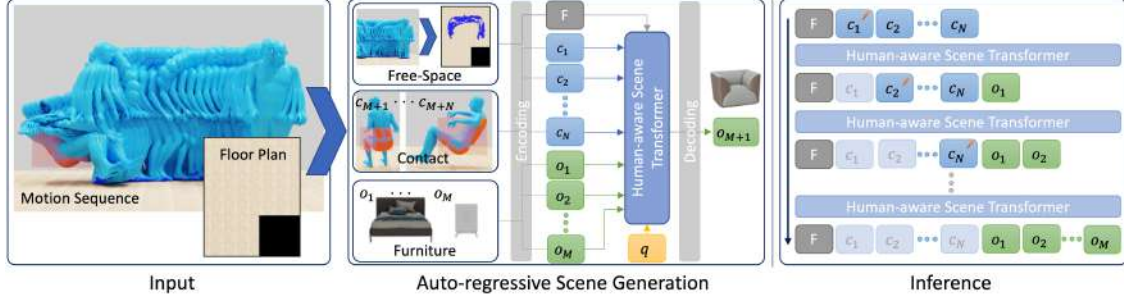 Motion Sequence
Floor Plan
Input
Free-Space
c_{M+1} ··· c_{M+N}
Contact
o_1 ··· o_M
Furniture
Encoding
F
c_1
c_2
c_N
o_1
o_2
o_M
Human-aware Scene Transformer
q
Decoding
o_{M+1}
Auto-regressive Scene Generation
F c_1 c_2 ··· c_N
Human-aware Scene Transformer
F c_1 c_2 ··· c_N o_1
Human-aware Scene Transformer
F c_1 c_2 ··· c_N o_1 o_2
Human-aware Scene Transformer
F c_1 c_2 ··· c_N o_1 o_2 ··· o_M
Inference